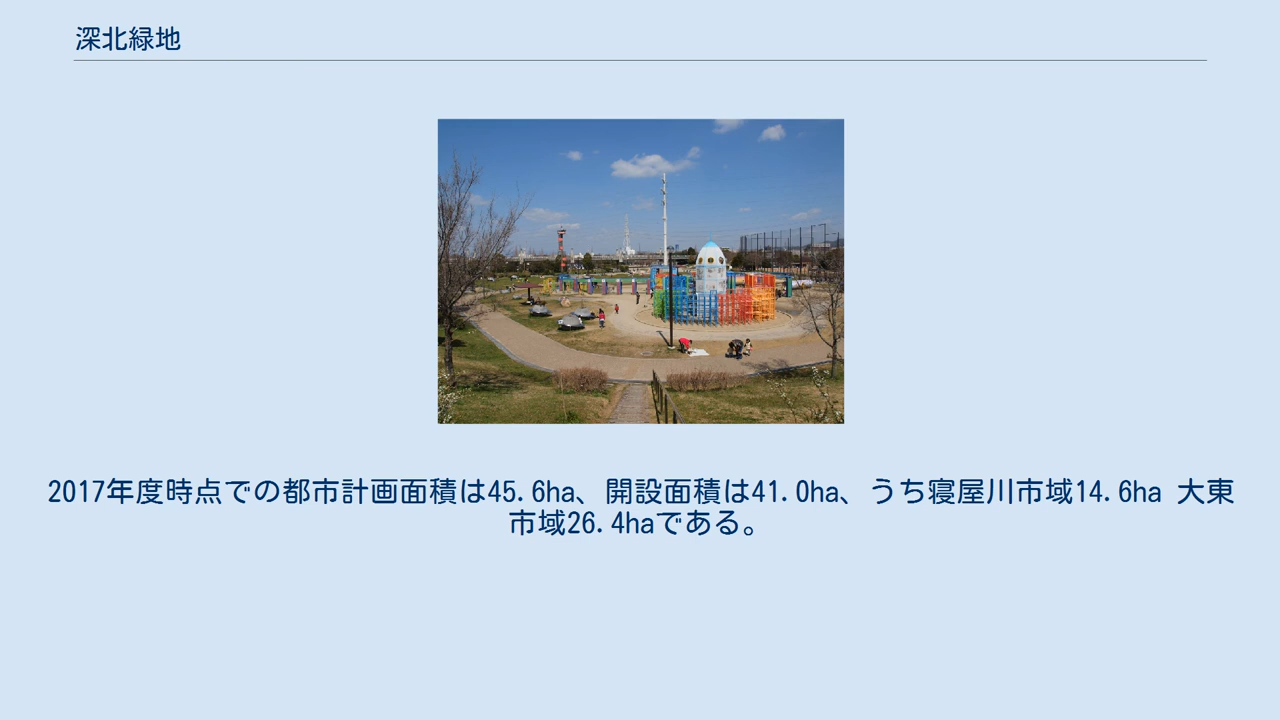 深北緑地
2017年度時点での都市計画面積は45.6ha、開設面積は41.0ha、うち寝屋川市域14.6ha 大東
市域26.4haである。